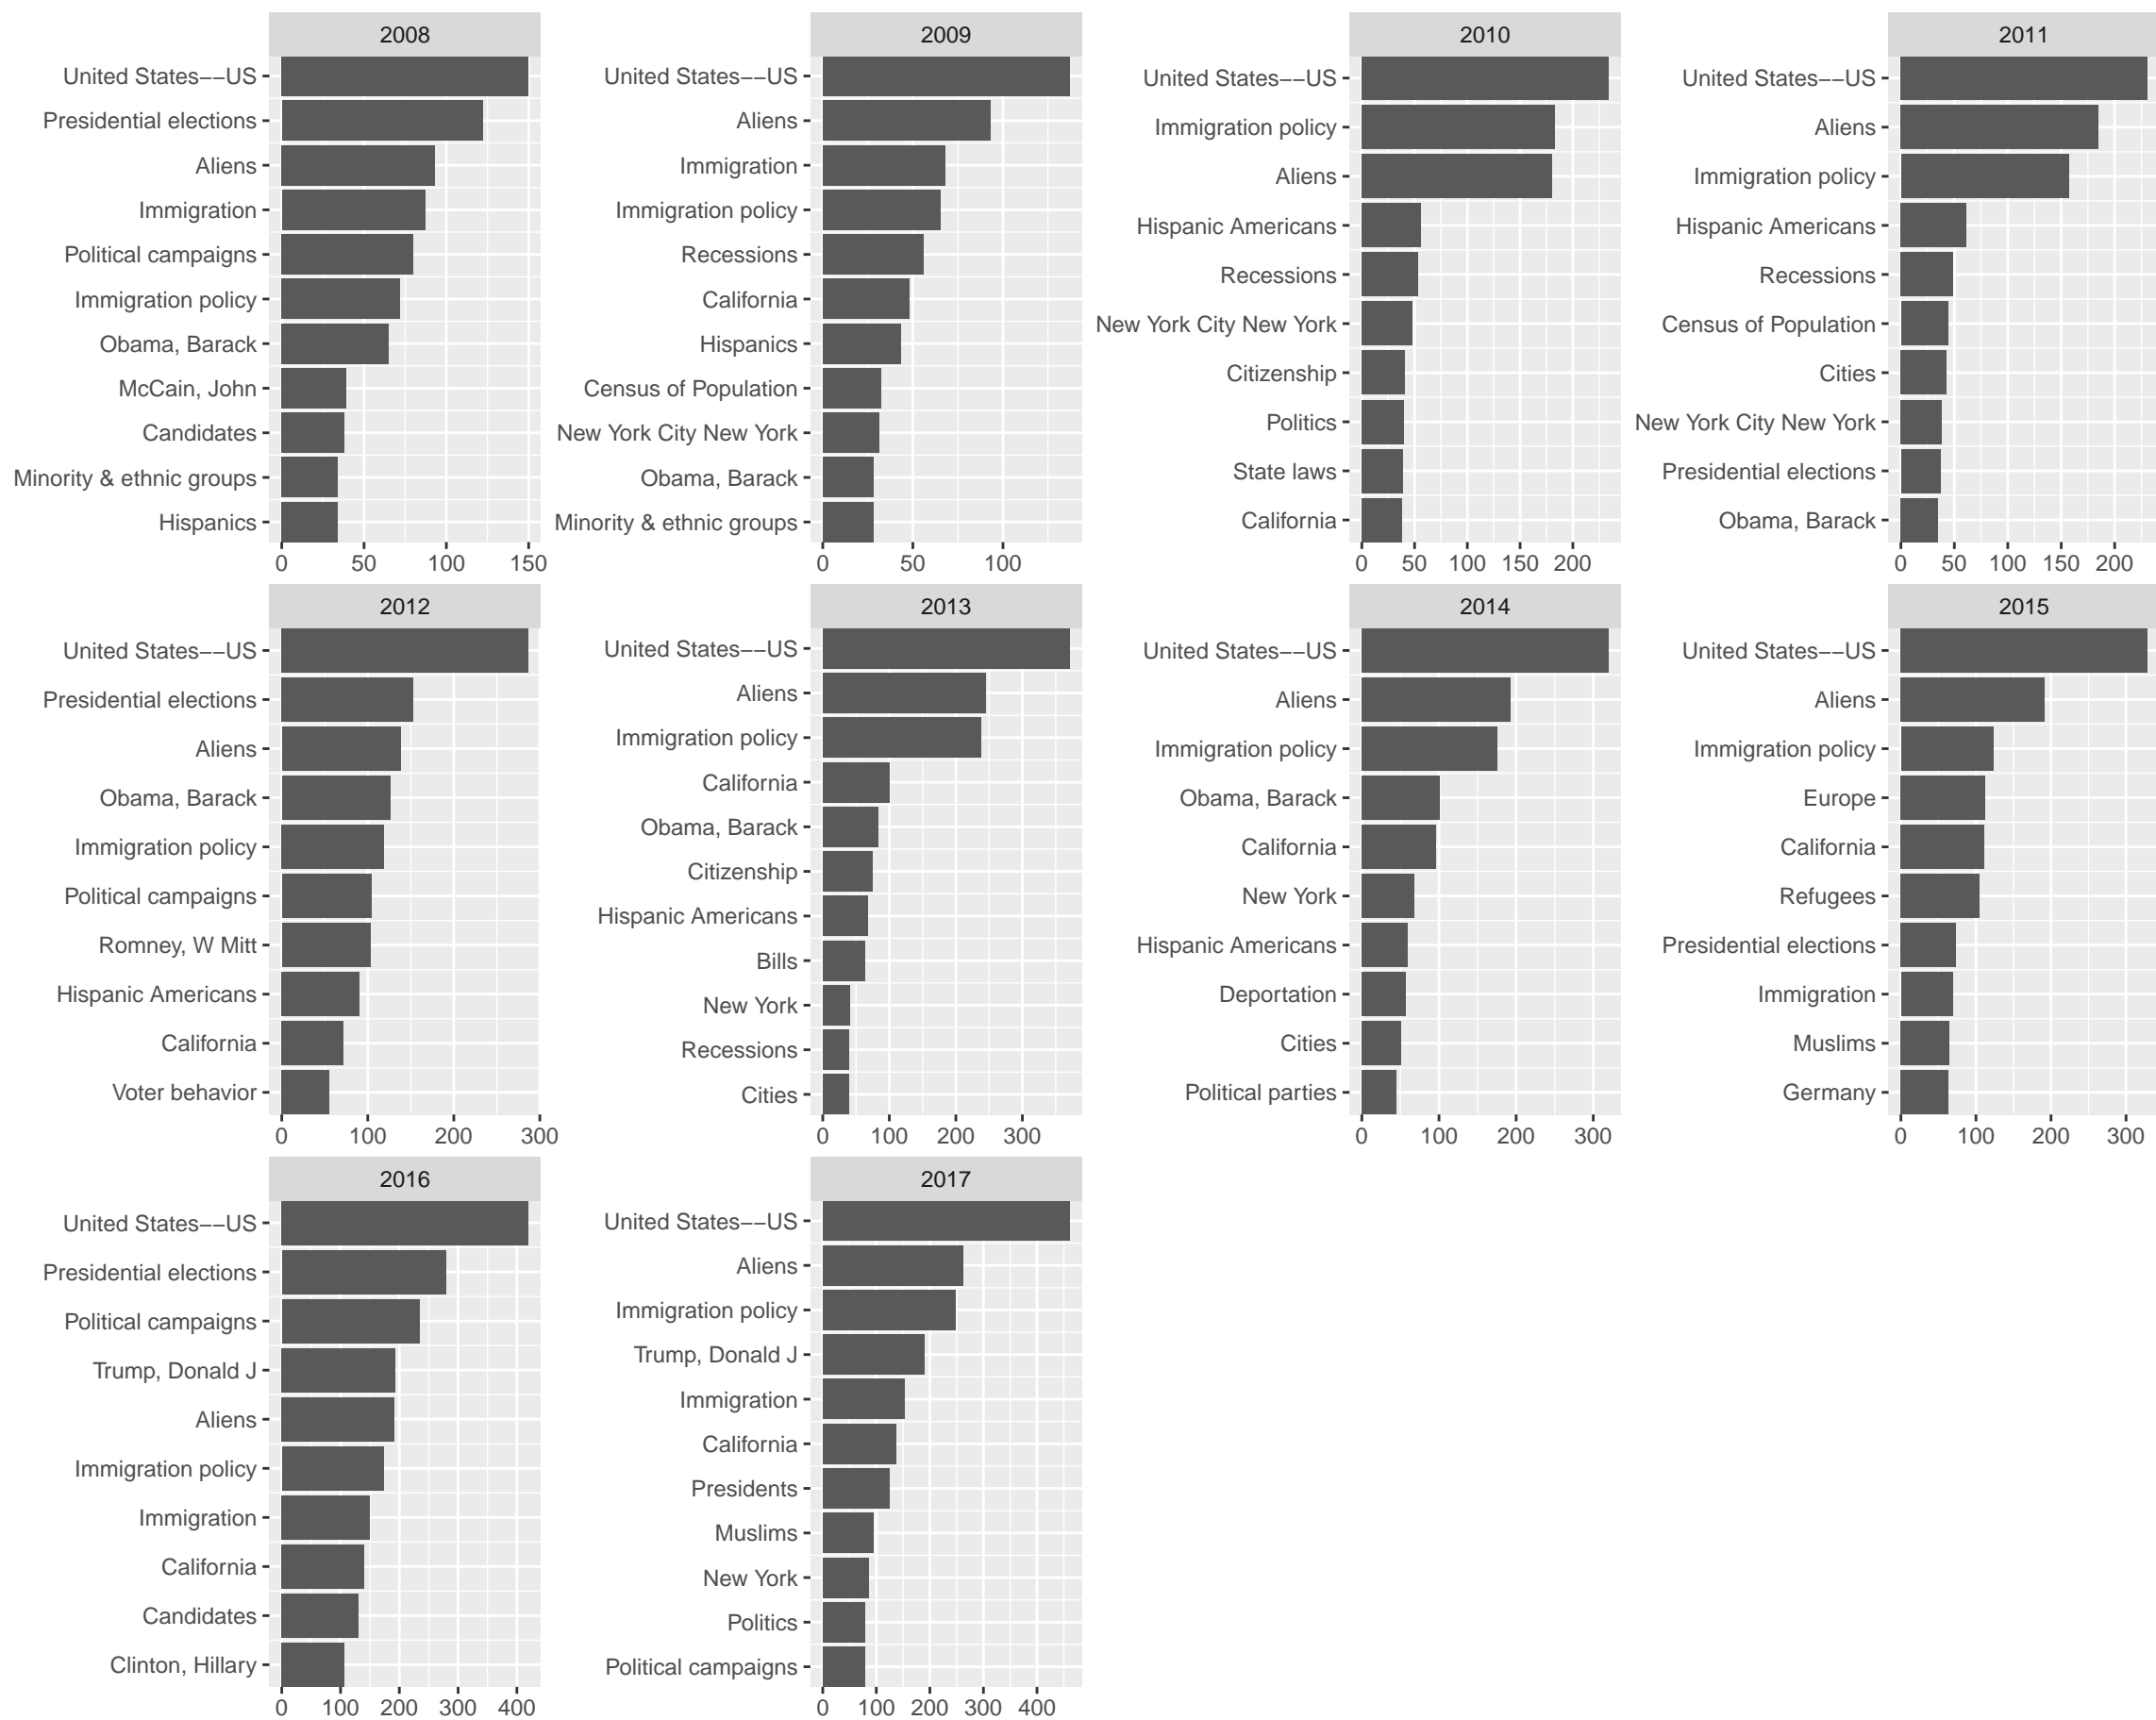 2008
United States−−US
Presidential elections
Aliens
Immigration
Political campaigns
Immigration policy
Obama, Barack
McCain, John
Candidates
Minority & ethnic groups
Hispanics
0 50 100 150
2009
United States−−US
Aliens
Immigration
Immigration policy
Recessions
California
Hispanics
Census of Population
New York City New York
Obama, Barack
Minority & ethnic groups
0 50 100
2010
United States−−US
Immigration policy
Aliens
Hispanic Americans
Recessions
New York City New York
Citizenship
Politics
State laws
California
0 50 100 150 200
2011
United States−−US
Aliens
Immigration policy
Hispanic Americans
Recessions
Census of Population
Cities
New York City New York
Presidential elections
Obama, Barack
0 50 100 150 200
2012
United States−−US
Presidential elections
Aliens
Obama, Barack
Immigration policy
Political campaigns
Romney, W Mitt
Hispanic Americans
California
Voter behavior
0 100 200 300
2013
United States−−US
Aliens
Immigration policy
California
Obama, Barack
Citizenship
Hispanic Americans
Bills
New York
Recessions
Cities
0 100 200 300
2014
United States−−US
Aliens
Immigration policy
Obama, Barack
California
New York
Hispanic Americans
Deportation
Cities
Political parties
0 100 200 300
2015
United States−−US
Aliens
Immigration policy
Europe
California
Refugees
Presidential elections
Immigration
Muslims
Germany
0 100 200 300
2016
United States−−US
Presidential elections
Political campaigns
Trump, Donald J
Aliens
Immigration policy
Immigration
California
Candidates
Clinton, Hillary
0 100 200 300 400
2017
United States−−US
Aliens
Immigration policy
Trump, Donald J
Immigration
California
Presidents
Muslims
New York
Politics
Political campaigns
0 100 200 300 400